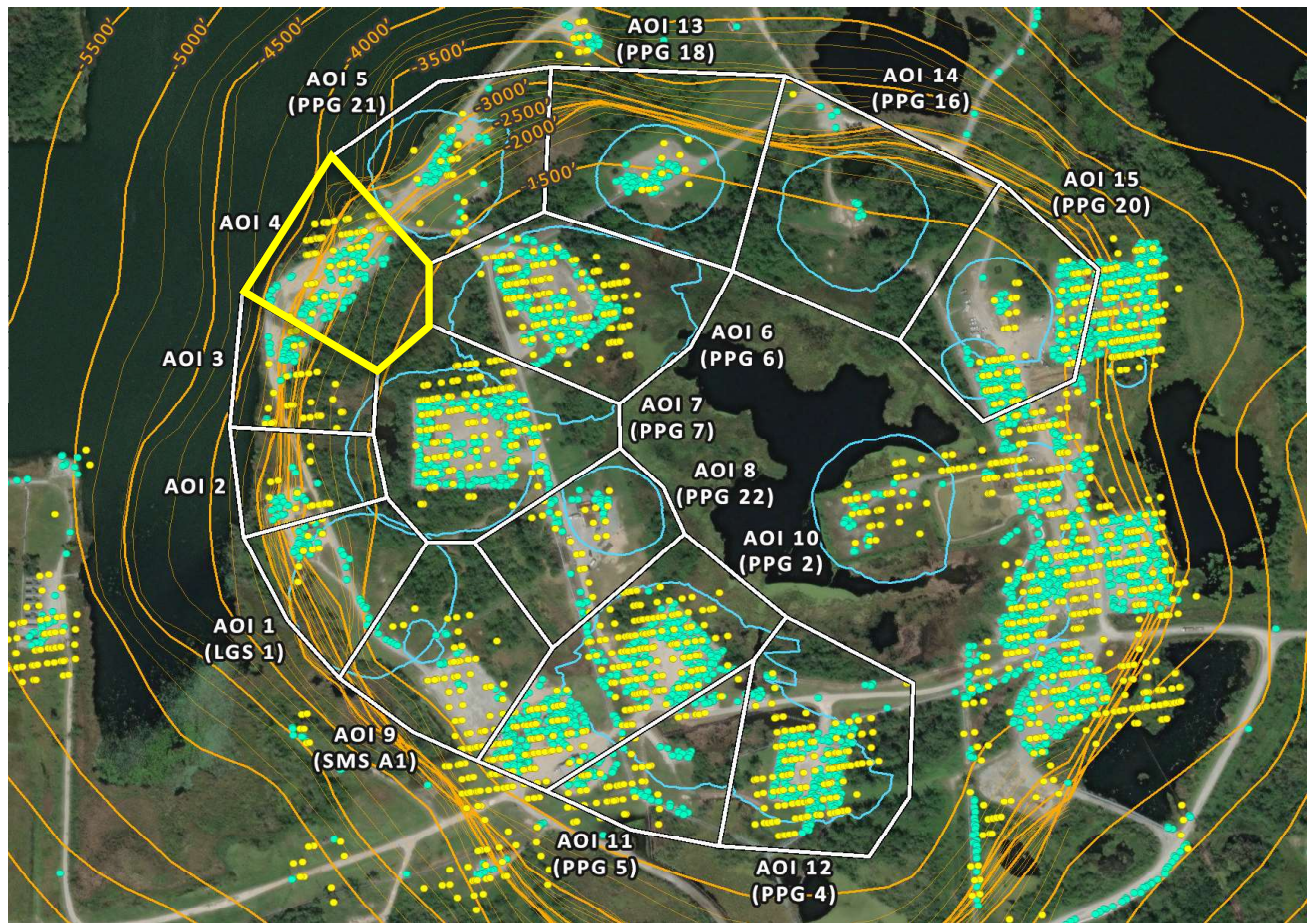 -5500'
-5000'
-4500'
-4000'
-3500'
-3000'
-2500'
-2000'
-1500'
AOI 13
(PPG 18)
AOI 14
(PPG 16)
AOI 5
(PPG 21)
AOI 15
(PPG 20)
AOI 4
AOI 3
AOI 6
(PPG 6)
AOI 7
(PPG 7)
AOI 8
(PPG 22)
AOI 2
AOI 10
(PPG 2)
AOI 1
(LGS 1)
AOI 9
(SMS A1)
AOI 11
(PPG 5)
AOI 12
(PPG 4)